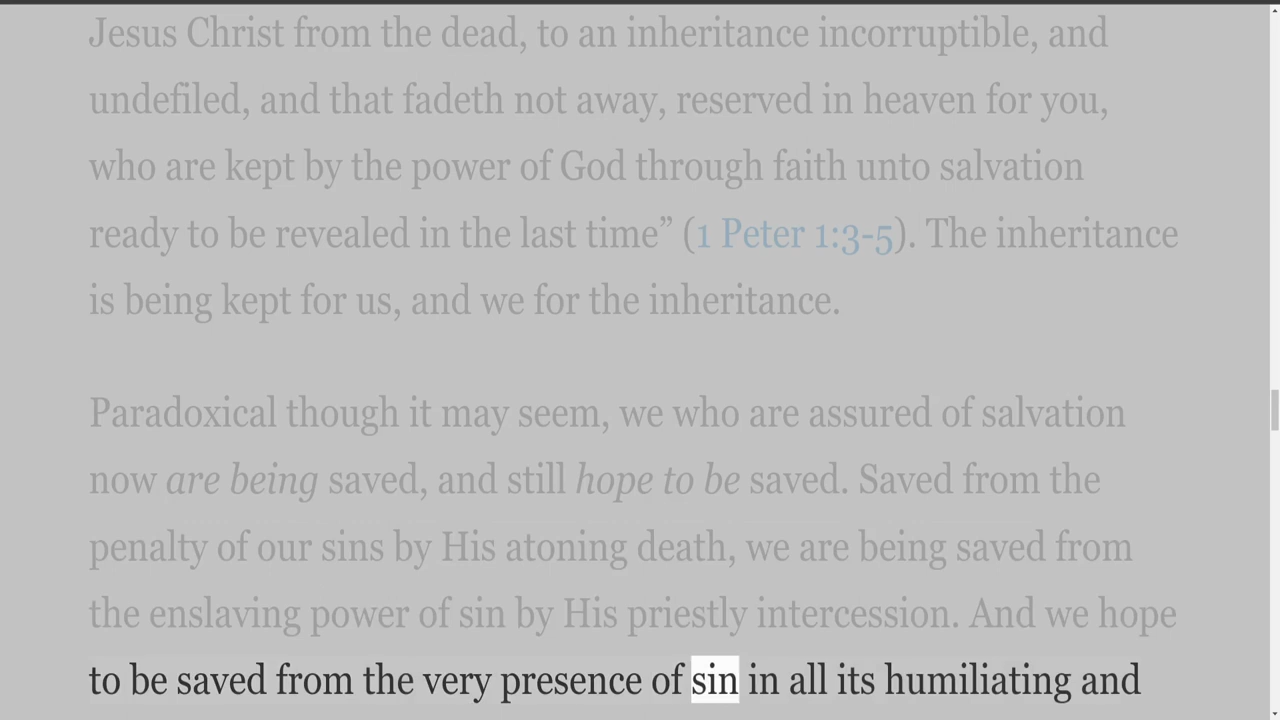 Jesus Christ from the dead, to an inheritance incorruptible, and
undefiled, and that fadeth not away, reserved in heaven for you,
who are kept by the power of God through faith unto salvation
ready to be revealed in the last time” (1 Peter 1:3-5). The inheritance
is being kept for us, and we for the inheritance.
Paradoxical though it may seem, we who are assured of salvation
now are being saved, and still hope to be saved. Saved from the
penalty of our sins by His atoning death, we are being saved from
the enslaving power of sin by His priestly intercession. And we hope
to be saved from the very presence of sin in all its humiliating and